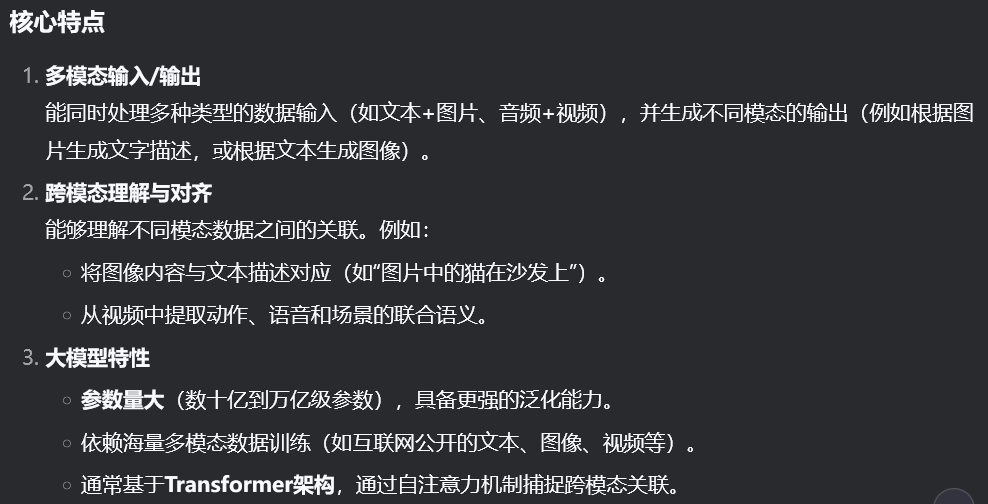 核心特点
1. 多模态输入/输出
能同时处理多种类型的数据输入（如文本+图片、音频+视频），并生成不同模态的输出（例如根据图
片生成文字描述，或根据文本生成图像）。
2. 跨模态理解与对齐
能够理解不同模态数据之间的关联。例如：
将图像内容与文本描述对应（如"图片中的猫在沙发上"）。
从视频中提取动作、语音和场景的联合语义。
3. 大模型特性
参数量大（数十亿到万亿级参数），具备更强的泛化能力。
依赖海量多模态数据训练（如互联网公开的文本、图像、视频等）。
通常基于Transformer架构，通过自注意力机制捕捉跨模态关联。